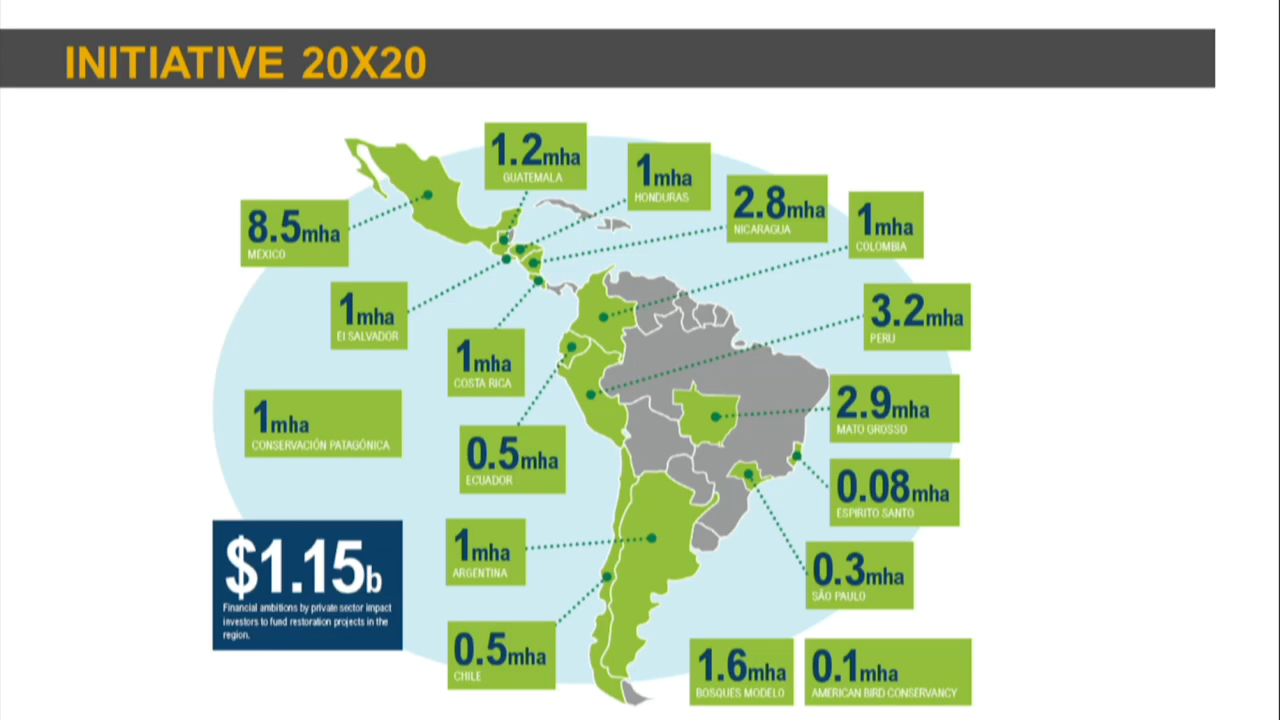 INITIATIVE 20X20
1.2mha
GUATEMALA
1mha
HONDURAS
2.8mha
NICARAGUA
1mha
COLOMBIA
8.5mha
MEXICO
1mha
El SALVADOR
3.2mha
PERU
1mha
COSTA RICA
2.9mha
MATO GROSSO
1mha
CONSERVACIÓN PATAGÓNICA
0.5mha
ECUADOR
0.08mha
ESPIRITO SANTO
1mha
ARGENTINA
0.3mha
SÃO PAULO
$1.15b
Financial ambitions by private sector impact
investors to fund restoration projects in the
region.
0.5mha
CHILE
1.6mha
BOSQUES MODELO
0.1mha
AMERICAN BIRD CONSERVANCY